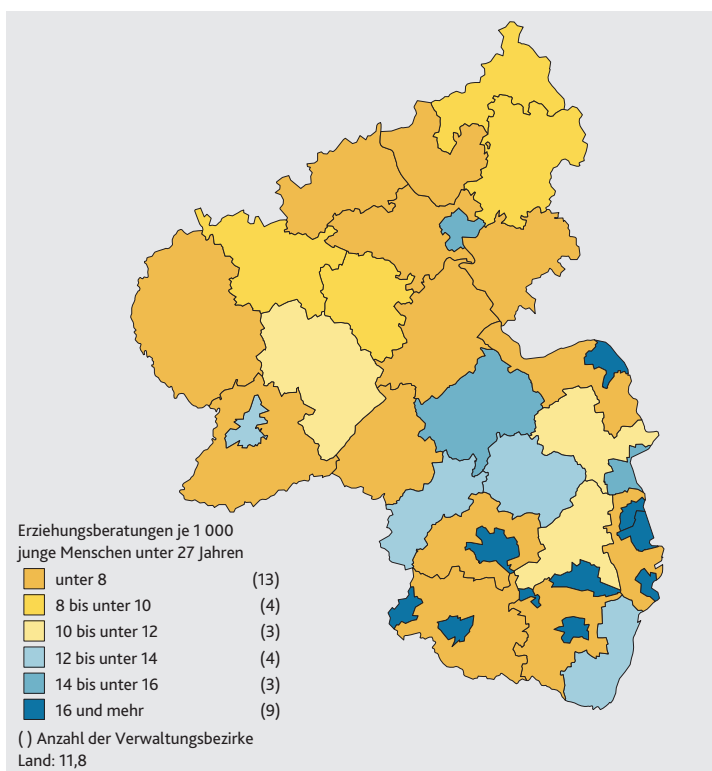 Erziehungsberatungen je 1 000
junge Menschen unter 27 Jahren
unter 8 (13)
8 bis unter 10 (4)
10 bis unter 12 (3)
12 bis unter 14 (4)
14 bis unter 16 (3)
16 und mehr (9)
( ) Anzahl der Verwaltungsbezirke
Land: 11,8